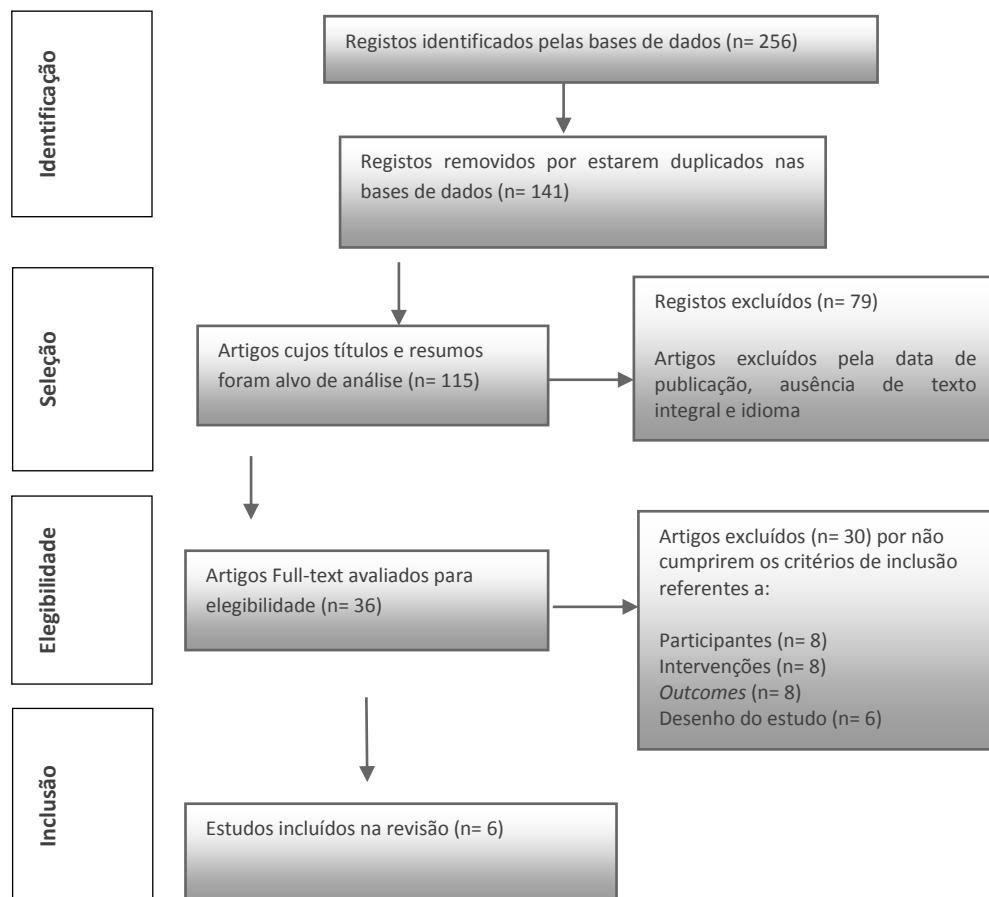 Identificação
Registos identificados pelas bases de dados (n= 256)
Registos removidos por estarem duplicados nas
bases de dados (n= 141)
Seleção
Artigos cujos títulos e resumos
foram alvo de análise (n= 115)
Registos excluídos (n= 79)
Artigos excluídos pela data de
publicação, ausência de texto
integral e idioma
Elegibilidade
Artigos Full-text avaliados para
elegibilidade (n= 36)
Artigos excluídos (n= 30) por não
cumprirem os critérios de inclusão
referentes a:
Participantes (n= 8)
Intervenções (n= 8)
Outcomes (n= 8)
Desenho do estudo (n= 6)
Inclusão
Estudos incluídos na revisão (n= 6)